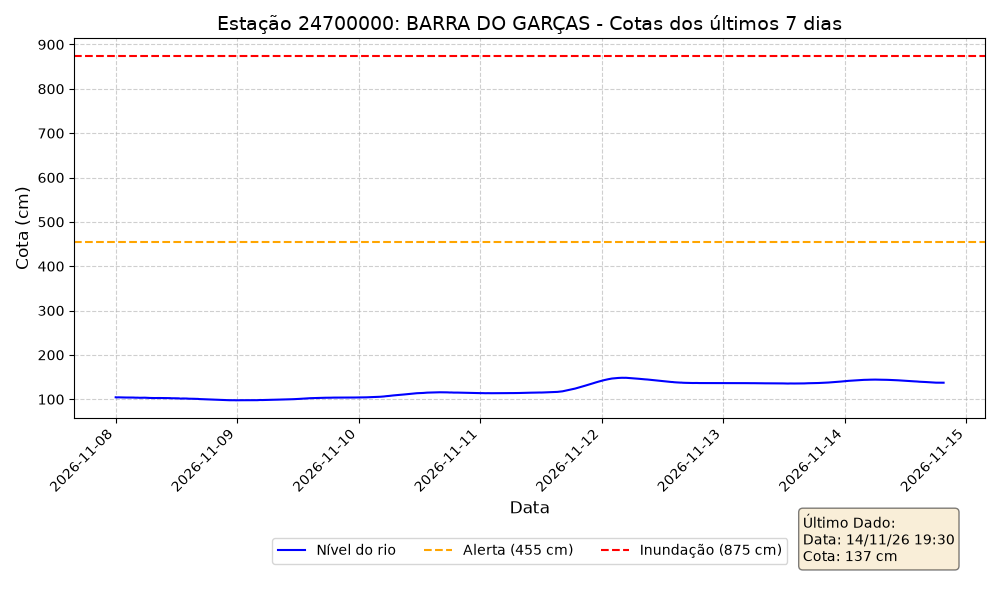 Estação 24700000: BARRA DO GARÇAS - Cotas dos últimos 7 dias
Cota (cm)
900
800
700
600
500
400
300
200
100
2026-11-08
2026-11-09
2026-11-10
2026-11-11
2026-11-12
2026-11-13
2026-11-14
2026-11-15
Data
Nível do rio
Alerta (455 cm)
Inundação (875 cm)
Último Dado:
Data: 14/11/26 19:30
Cota: 137 cm